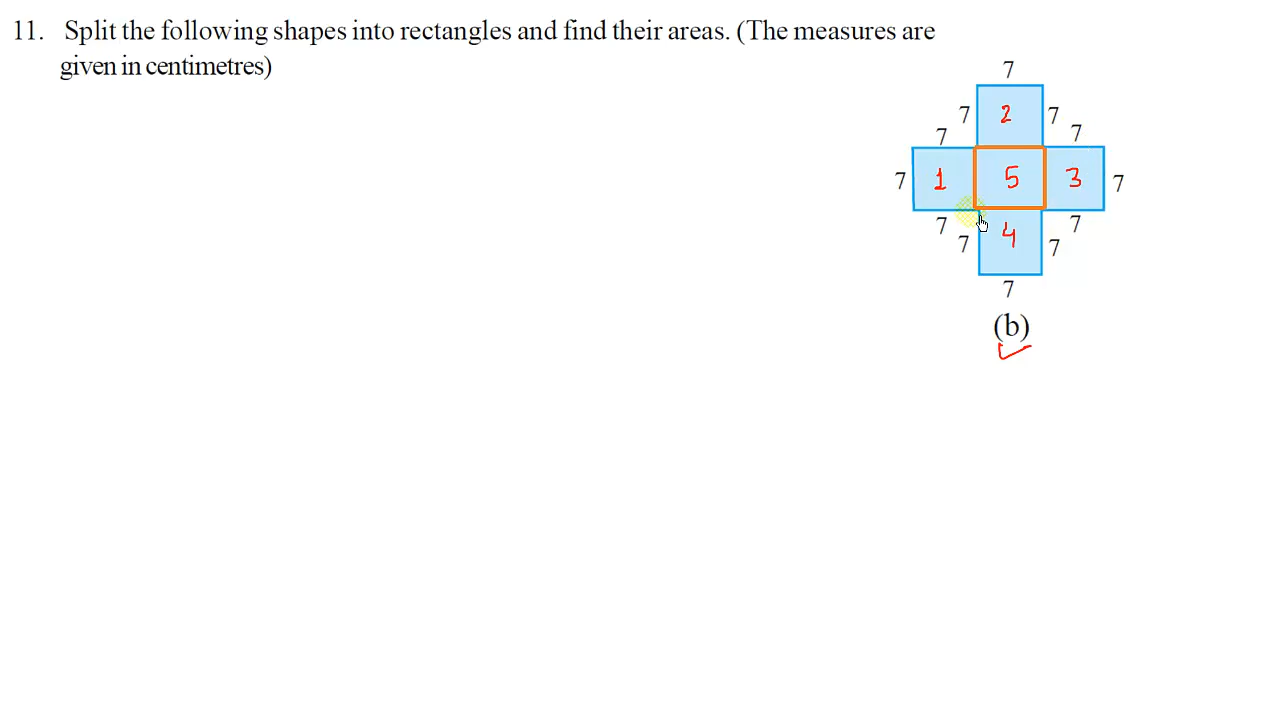 11. Split the following shapes into rectangles and find their areas. (The measures are
given in centimetres)
7
7 2 7
7 7
7 1 5 3 7
7 7
7 4 7
7
(b)